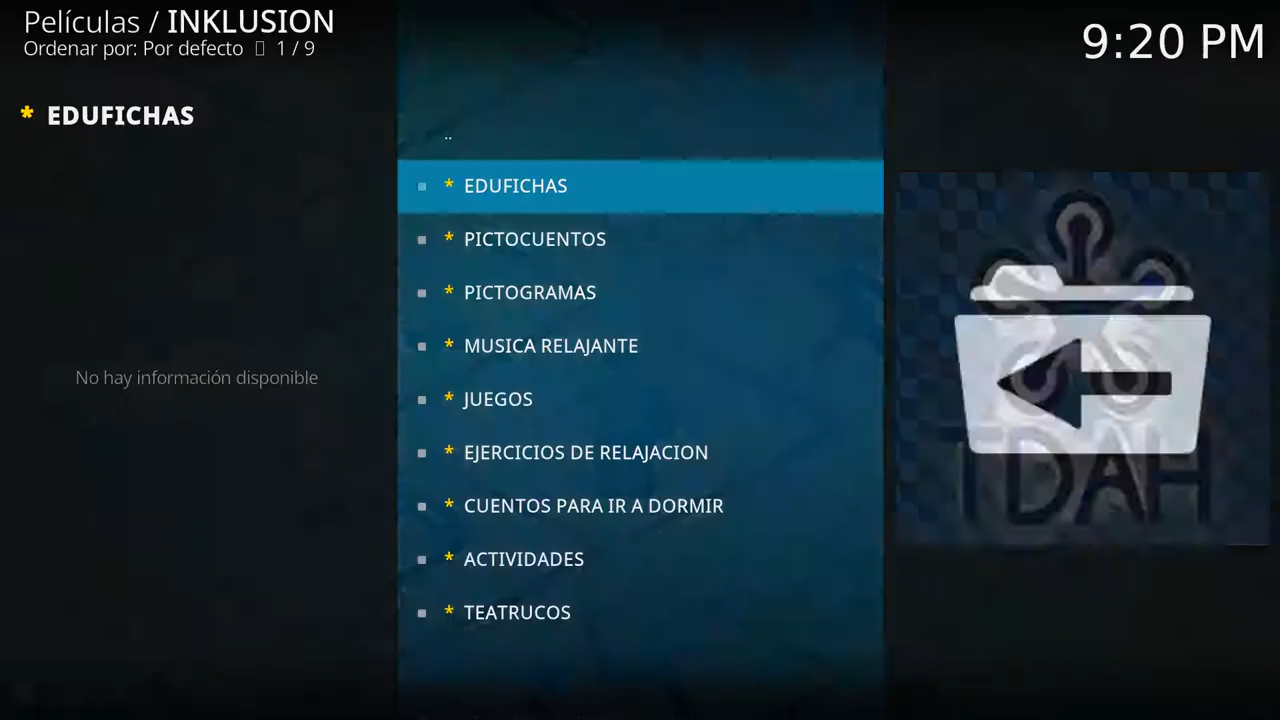 Películas / INKLUSION
Ordenar por: Por defecto 1 / 9
9:20 PM
* EDUFICHAS
No hay información disponible
..
* EDUFICHAS
* PICTOCUENTOS
* PICTOGRAMAS
* MUSICA RELAJANTE
* JUEGOS
* EJERCICIOS DE RELAJACION
* CUENTOS PARA IR A DORMIR
* ACTIVIDADES
* TEATRUCOS
TDAH